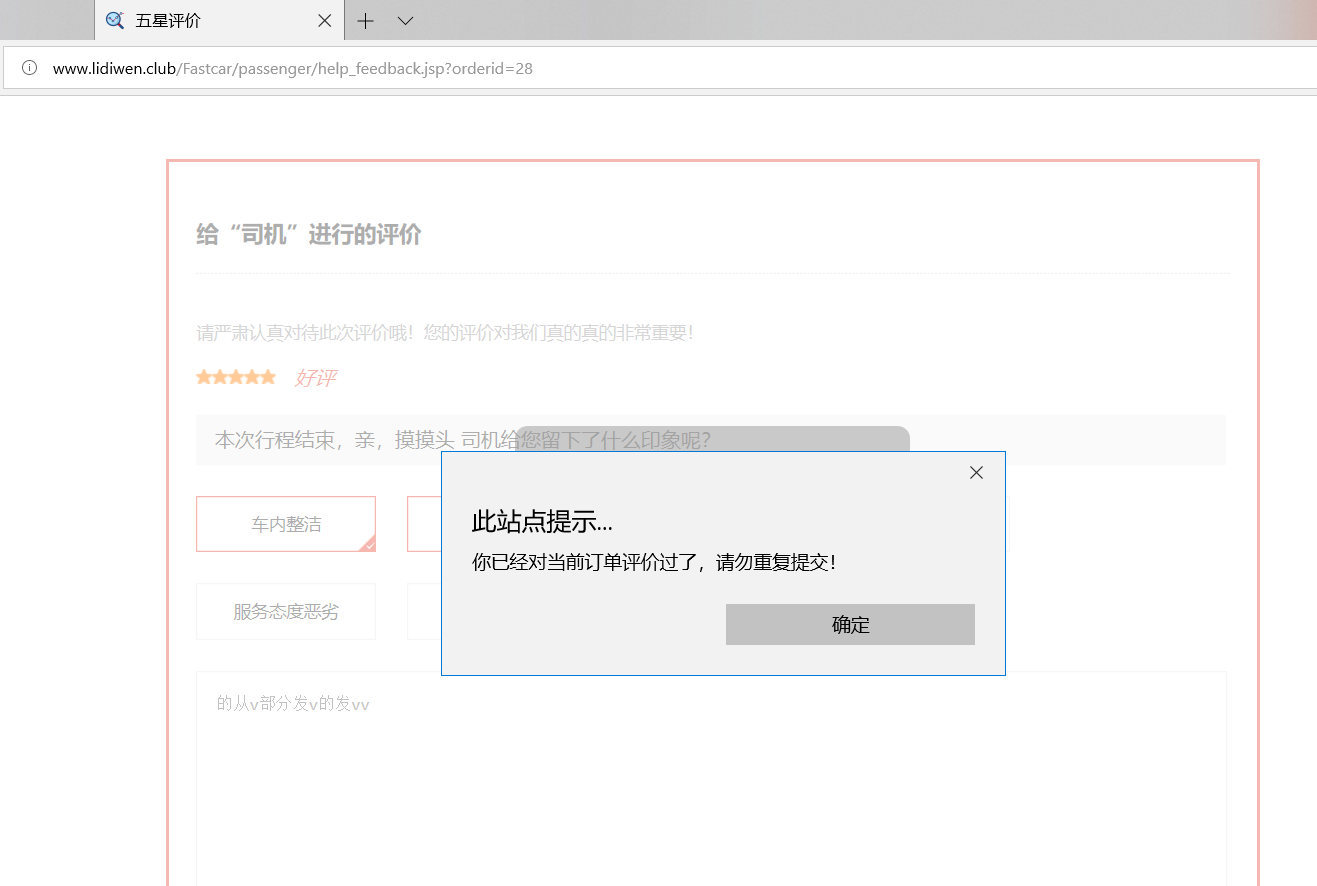 五星评价
www.lidiwen.club/Fastcar/passenger/help_feedback.jsp?orderid=28
给“司机”进行的评价
请严肃认真对待此次评价哦！您的评价对我们真的真的非常重要！
好评
本次行程结束，亲，摸摸头 司机给您留下了什么印象呢？
车内整洁
此站点提示...
你已经对当前订单评价过了，请勿重复提交！
服务态度恶劣
确定
的从v部分发v的发vv